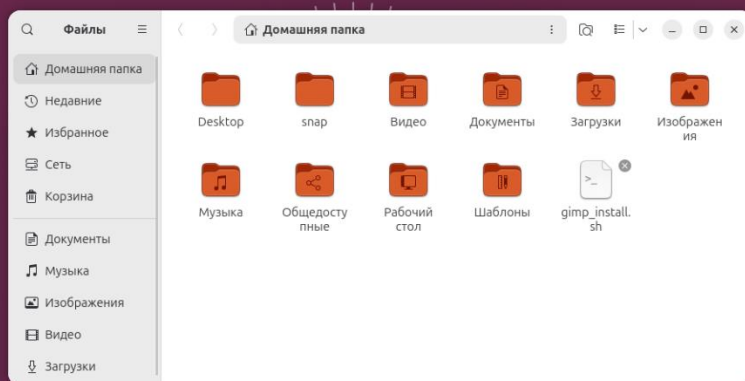 Файлы
Домашняя папка
Домашняя папка
Недавние
Избранное
Сеть
Корзина
Документы
Музыка
Изображения
Видео
Загрузки
Desktop
snap
Видео
Документы
Загрузки
Изображен
ия
Музыка
Общедосту
пные
Рабочий
стол
Шаблоны
>_
gimp_install.
sh